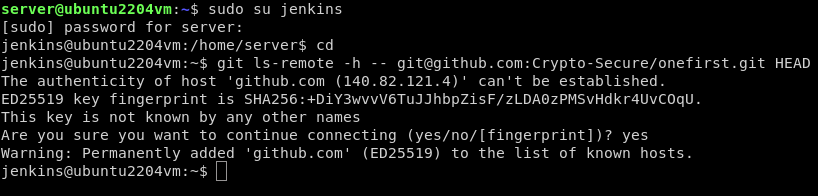 server@ubuntu2204vm:~$ sudo su jenkins
[sudo] password for server:
jenkins@ubuntu2204vm:/home/server$ cd
jenkins@ubuntu2204vm:~$ git ls-remote -h -- git@github.com:Crypto-Secure/onefirst.git HEAD
The authenticity of host 'github.com (140.82.121.4)' can't be established.
ED25519 key fingerprint is SHA256:+DiY3wvvV6TuJJhbpZisF/zLDA0zPMSvHdkr4UvCOqU.
This key is not known by any other names
Are you sure you want to continue connecting (yes/no/[fingerprint])? yes
Warning: Permanently added 'github.com' (ED25519) to the list of known hosts.
jenkins@ubuntu2204vm:~$